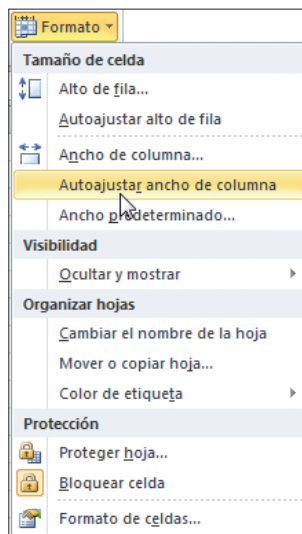 Formato
Tamaño de celda
Alto de fila...
Autoajustar alto de fila
Ancho de columna...
Autoajustar ancho de columna
Ancho predeterminado...
Visibilidad
Ocultar y mostrar
Organizar hojas
Cambiar el nombre de la hoja
Mover o copiar hoja...
Color de etiqueta
Protección
Proteger hoja...
Bloquear celda
Formato de celdas...